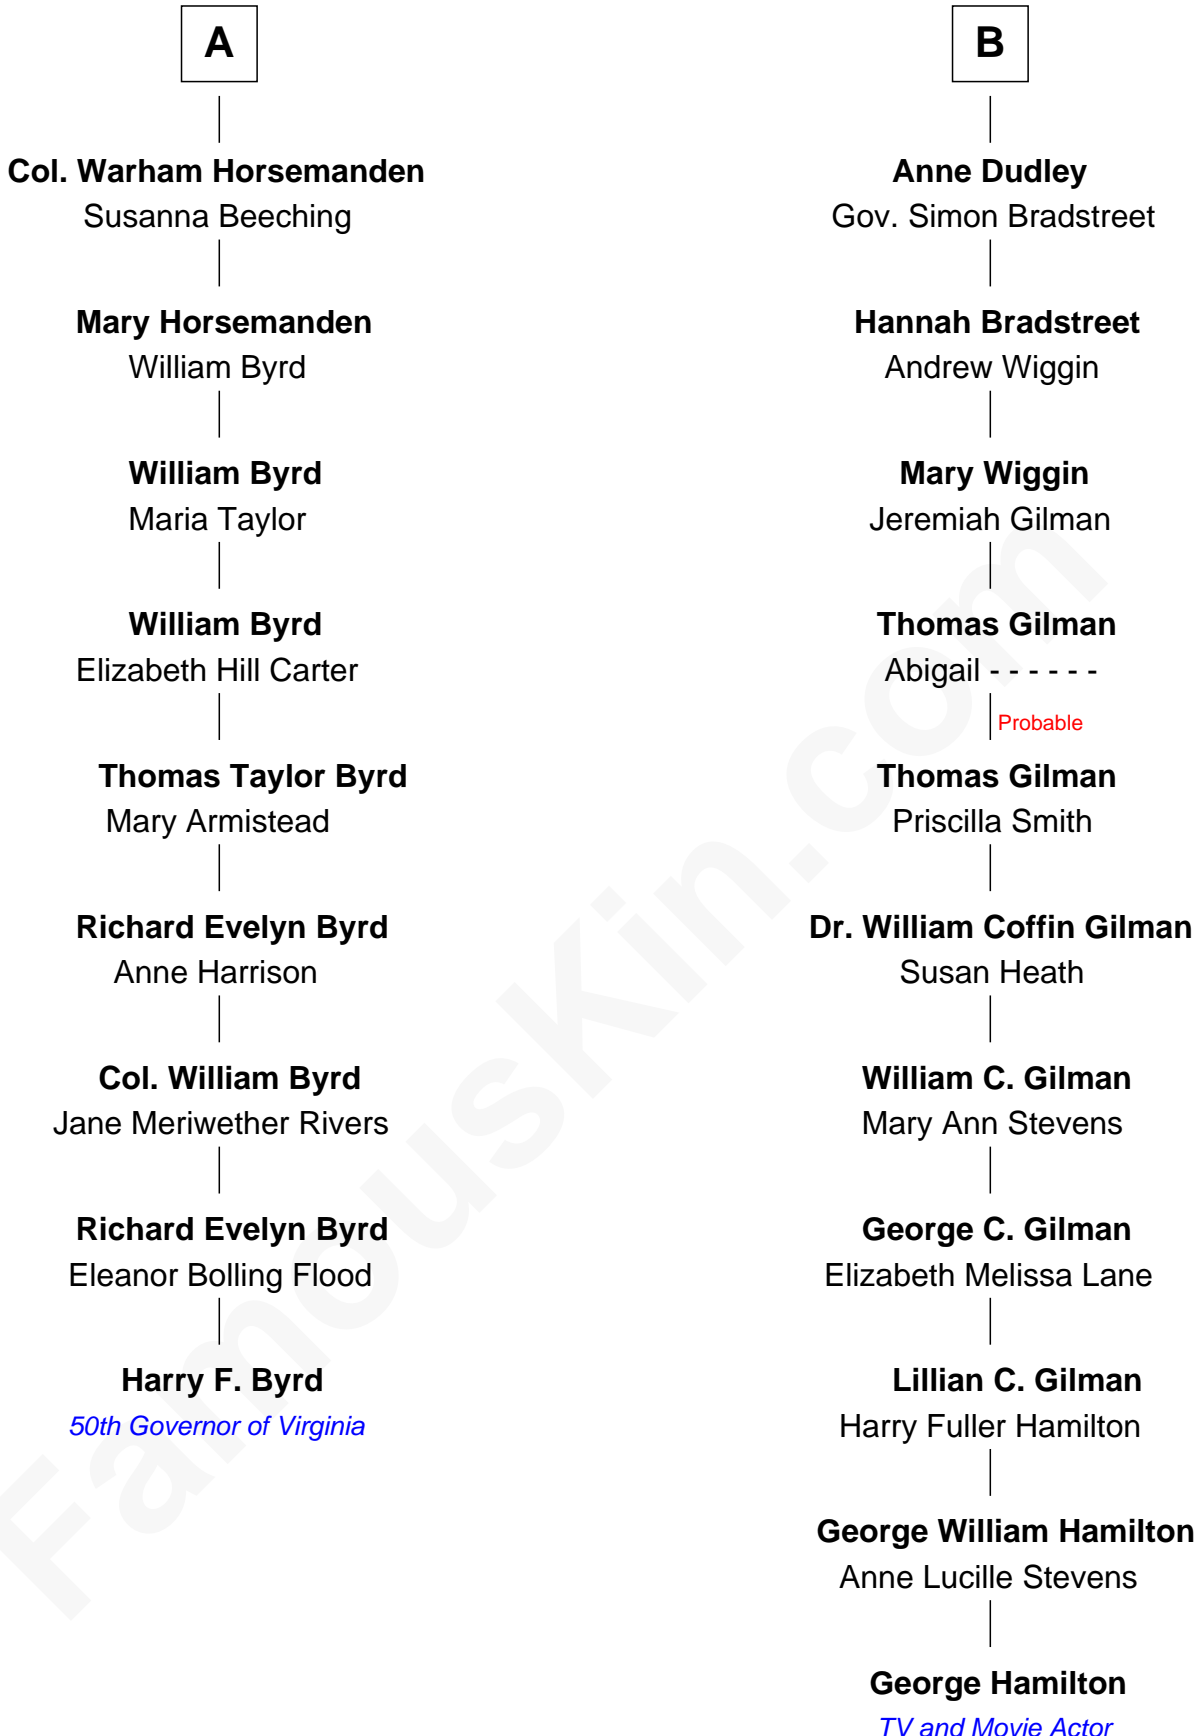 A
Col. Warham Horsemanden
Susanna Beeching
Mary Horsemanden
William Byrd
William Byrd
Maria Taylor
William Byrd
Elizabeth Hill Carter
Thomas Taylor Byrd
Mary Armistead
Richard Evelyn Byrd
Anne Harrison
Col. William Byrd
Jane Meriwether Rivers
Richard Evelyn Byrd
Eleanor Bolling Flood
Harry F. Byrd
50th Governor of Virginia
B
Anne Dudley
Gov. Simon Bradstreet
Hannah Bradstreet
Andrew Wiggin
Mary Wiggin
Jeremiah Gilman
Thomas Gilman
Abigail - - - - - -
Probable
Thomas Gilman
Priscilla Smith
Dr. William Coffin Gilman
Susan Heath
William C. Gilman
Mary Ann Stevens
George C. Gilman
Elizabeth Melissa Lane
Lillian C. Gilman
Harry Fuller Hamilton
George William Hamilton
Anne Lucille Stevens
George Hamilton
TV and Movie Actor
FamousKin.com